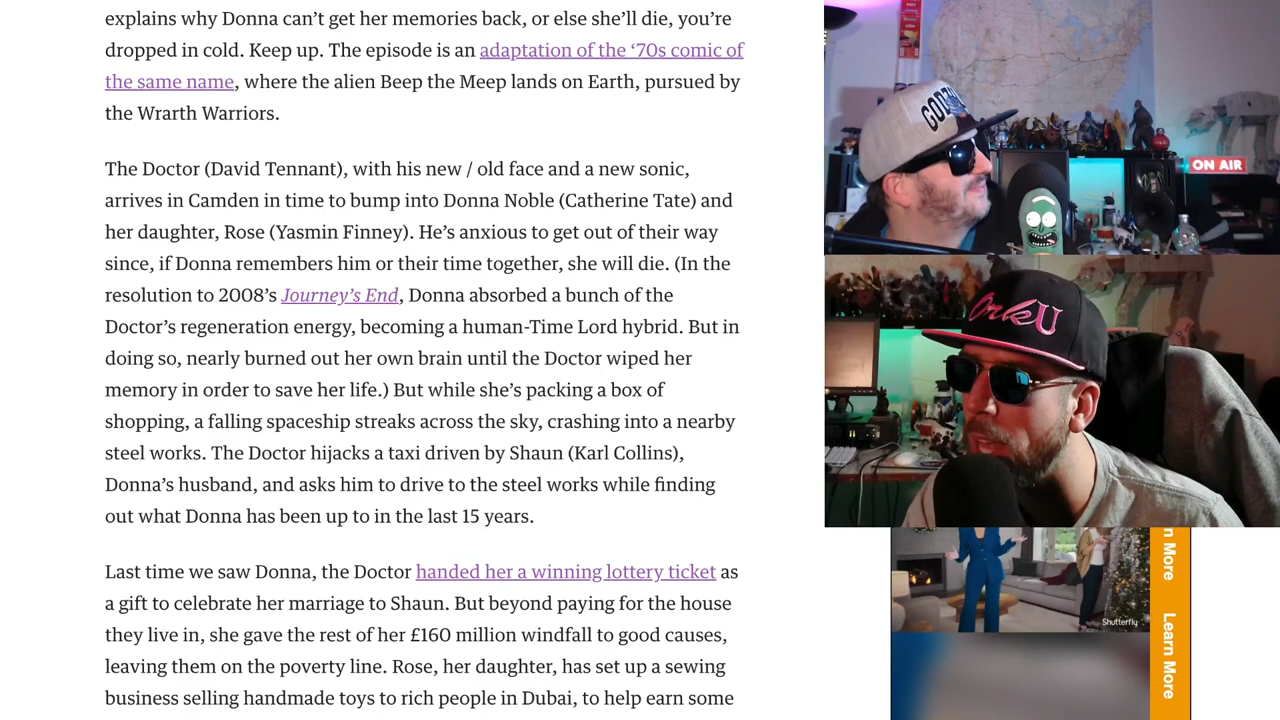 explains why Donna can’t get her memories back, or else she’ll die, you’re
dropped in cold. Keep up. The episode is an adaptation of the ‘70s comic of
the same name, where the alien Beep the Meep lands on Earth, pursued by
the Wrarth Warriors.
The Doctor (David Tennant), with his new / old face and a new sonic,
arrives in Camden in time to bump into Donna Noble (Catherine Tate) and
her daughter, Rose (Yasmin Finney). He’s anxious to get out of their way
since, if Donna remembers him or their time together, she will die. (In the
resolution to 2008’s Journey’s End, Donna absorbed a bunch of the
Doctor’s regeneration energy, becoming a human-Time Lord hybrid. But in
doing so, nearly burned out her own brain until the Doctor wiped her
memory in order to save her life.) But while she’s packing a box of
shopping, a falling spaceship streaks across the sky, crashing into a nearby
steel works. The Doctor hijacks a taxi driven by Shaun (Karl Collins),
Donna’s husband, and asks him to drive to the steel works while finding
out what Donna has been up to in the last 15 years.
Last time we saw Donna, the Doctor handed her a winning lottery ticket as
a gift to celebrate her marriage to Shaun. But beyond paying for the house
they live in, she gave the rest of her £160 million windfall to good causes,
leaving them on the poverty line. Rose, her daughter, has set up a sewing
business selling handmade toys to rich people in Dubai, to help earn some
ON AIR
OrkU
Shutterfly
n More
Learn More